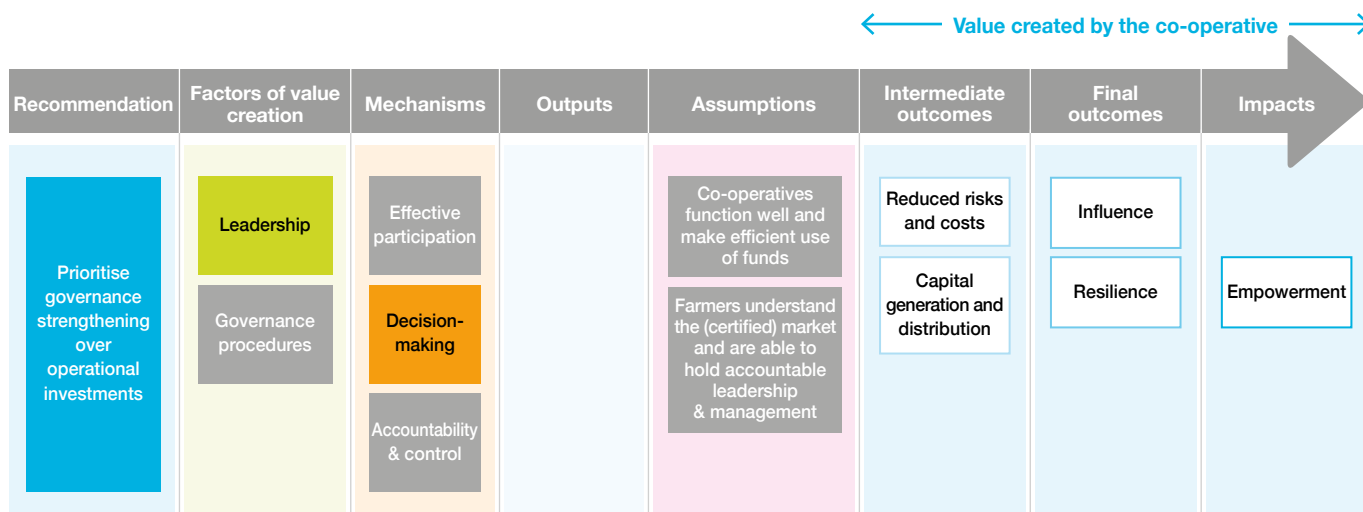 Value created by the co-operative
Recommendation
Factors of value
creation
Mechanisms
Outputs
Assumptions
Intermediate
outcomes
Final
outcomes
Impacts
Prioritise
governance
strengthening
over
operational
investments
Leadership
Governance
procedures
Effective
participation
Decision-
making
Accountability
& control
Co-operatives
function well and
make efficient use
of funds
Farmers understand
the (certified) market
and are able to
hold accountable
leadership
& management
Reduced risks
and costs
Capital
generation and
distribution
Influence
Resilience
Empowerment